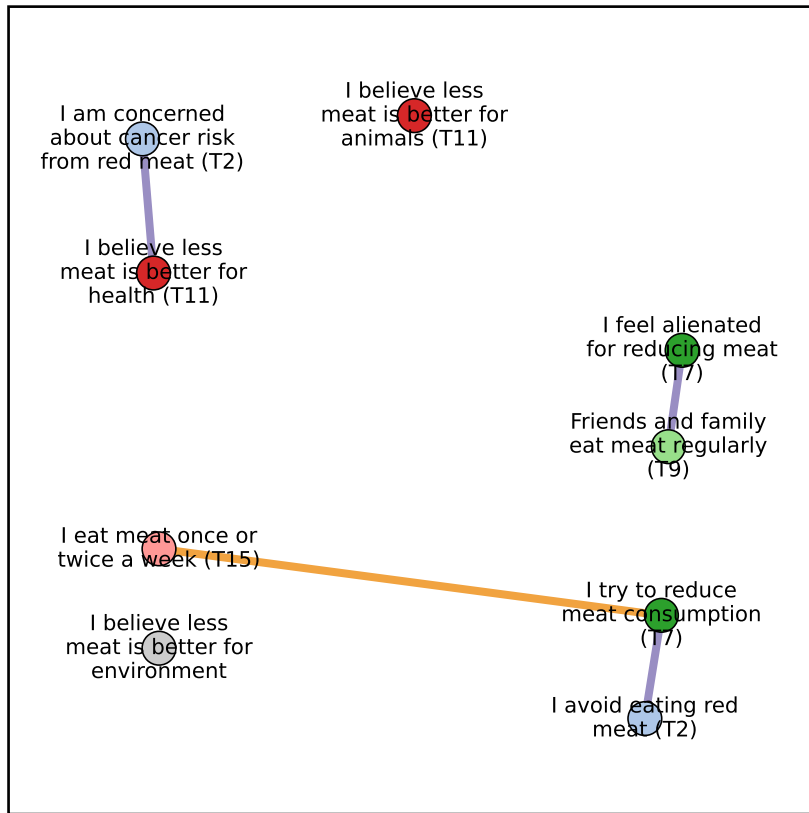 I believe less
meat is better for
animals (T11)
I am concerned
about cancer risk
from red meat (T2)
I believe less
meat is better for
health (T11)
I feel alienated
for reducing meat
(T7)
Friends and family
eat meat regularly
(T9)
I eat meat once or
twice a week (T15)
I try to reduce
meat consumption
(T7)
I believe less
meat is better for
environment
I avoid eating red
meat (T2)